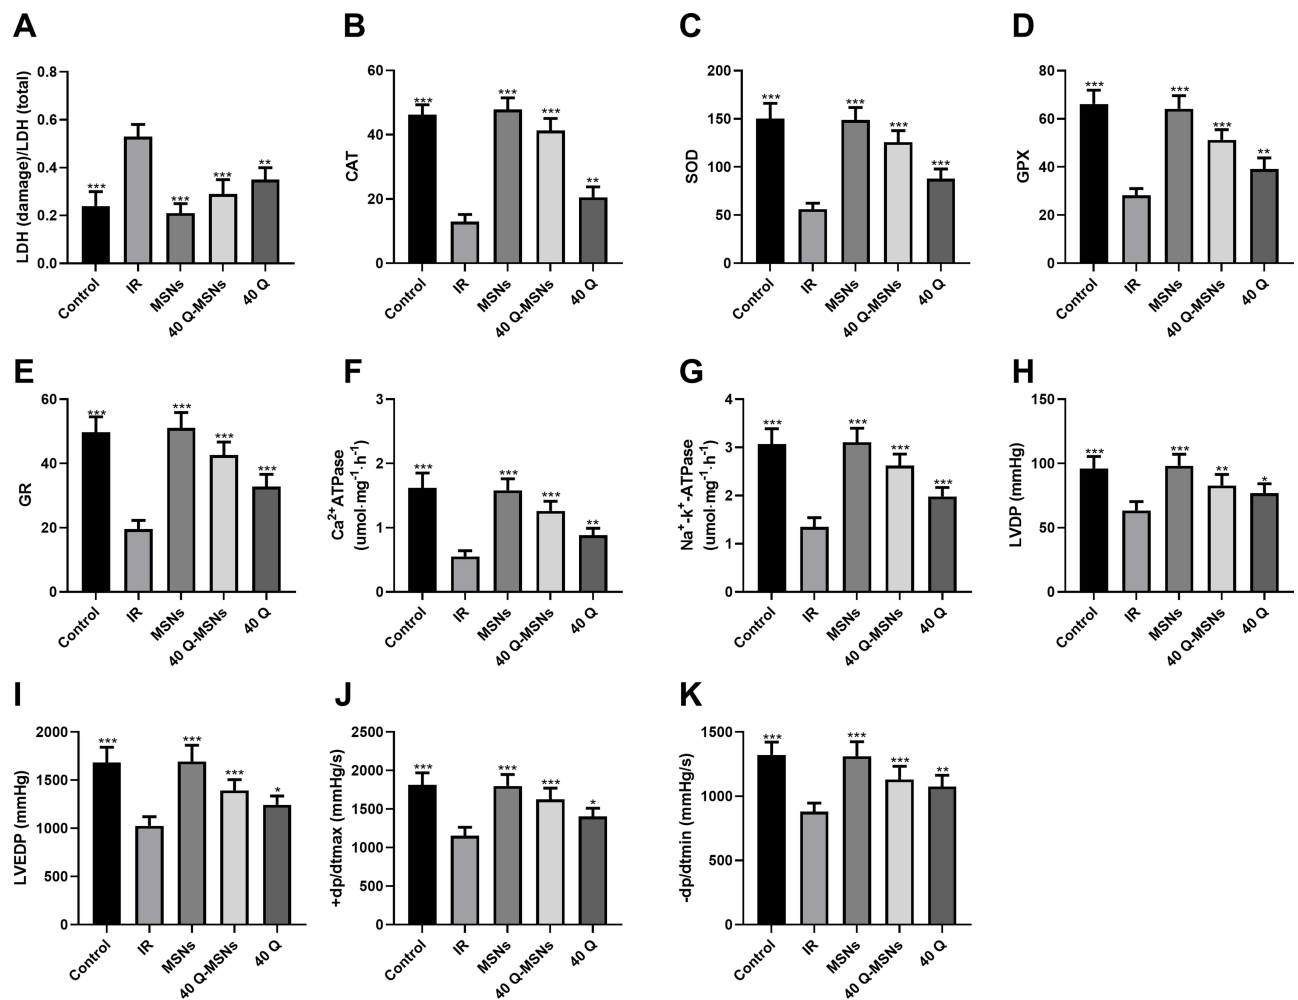 A
LDH (damage)/LDH (total)
0.8
0.6
0.4
0.2
0.0
***
***
***
**
Control
IR
MSNs
40 Q-MSNs
40 Q
B
CAT
60
40
20
0
***
***
***
**
Control
IR
MSNs
40 Q-MSNs
40 Q
C
SOD
200
150
100
50
0
***
***
***
***
Control
IR
MSNs
40 Q-MSNs
40 Q
D
GPX
80
60
40
20
0
***
***
***
**
Control
IR
MSNs
40 Q-MSNs
40 Q
E
GR
60
40
20
0
***
***
***
***
Control
IR
MSNs
40 Q-MSNs
40 Q
F
Ca²⁺ATPase
(umol·mg⁻¹·h⁻¹)
3
2
1
0
***
***
***
**
Control
IR
MSNs
40 Q-MSNs
40 Q
G
Na⁺-k⁺-ATPase
(umol·mg⁻¹·h⁻¹)
4
3
2
1
0
***
***
***
***
Control
IR
MSNs
40 Q-MSNs
40 Q
H
LVDP (mmHg)
150
100
50
0
***
***
**
*
Control
IR
MSNs
40 Q-MSNs
40 Q
I
LVEDP (mmHg)
2000
1500
1000
500
0
***
***
***
*
Control
IR
MSNs
40 Q-MSNs
40 Q
J
+dp/dtmax (mmHg/s)
2500
2000
1500
1000
500
0
***
***
***
*
Control
IR
MSNs
40 Q-MSNs
40 Q
K
-dp/dtmin (mmHg/s)
1500
1000
500
0
***
***
***
**
Control
IR
MSNs
40 Q-MSNs
40 Q